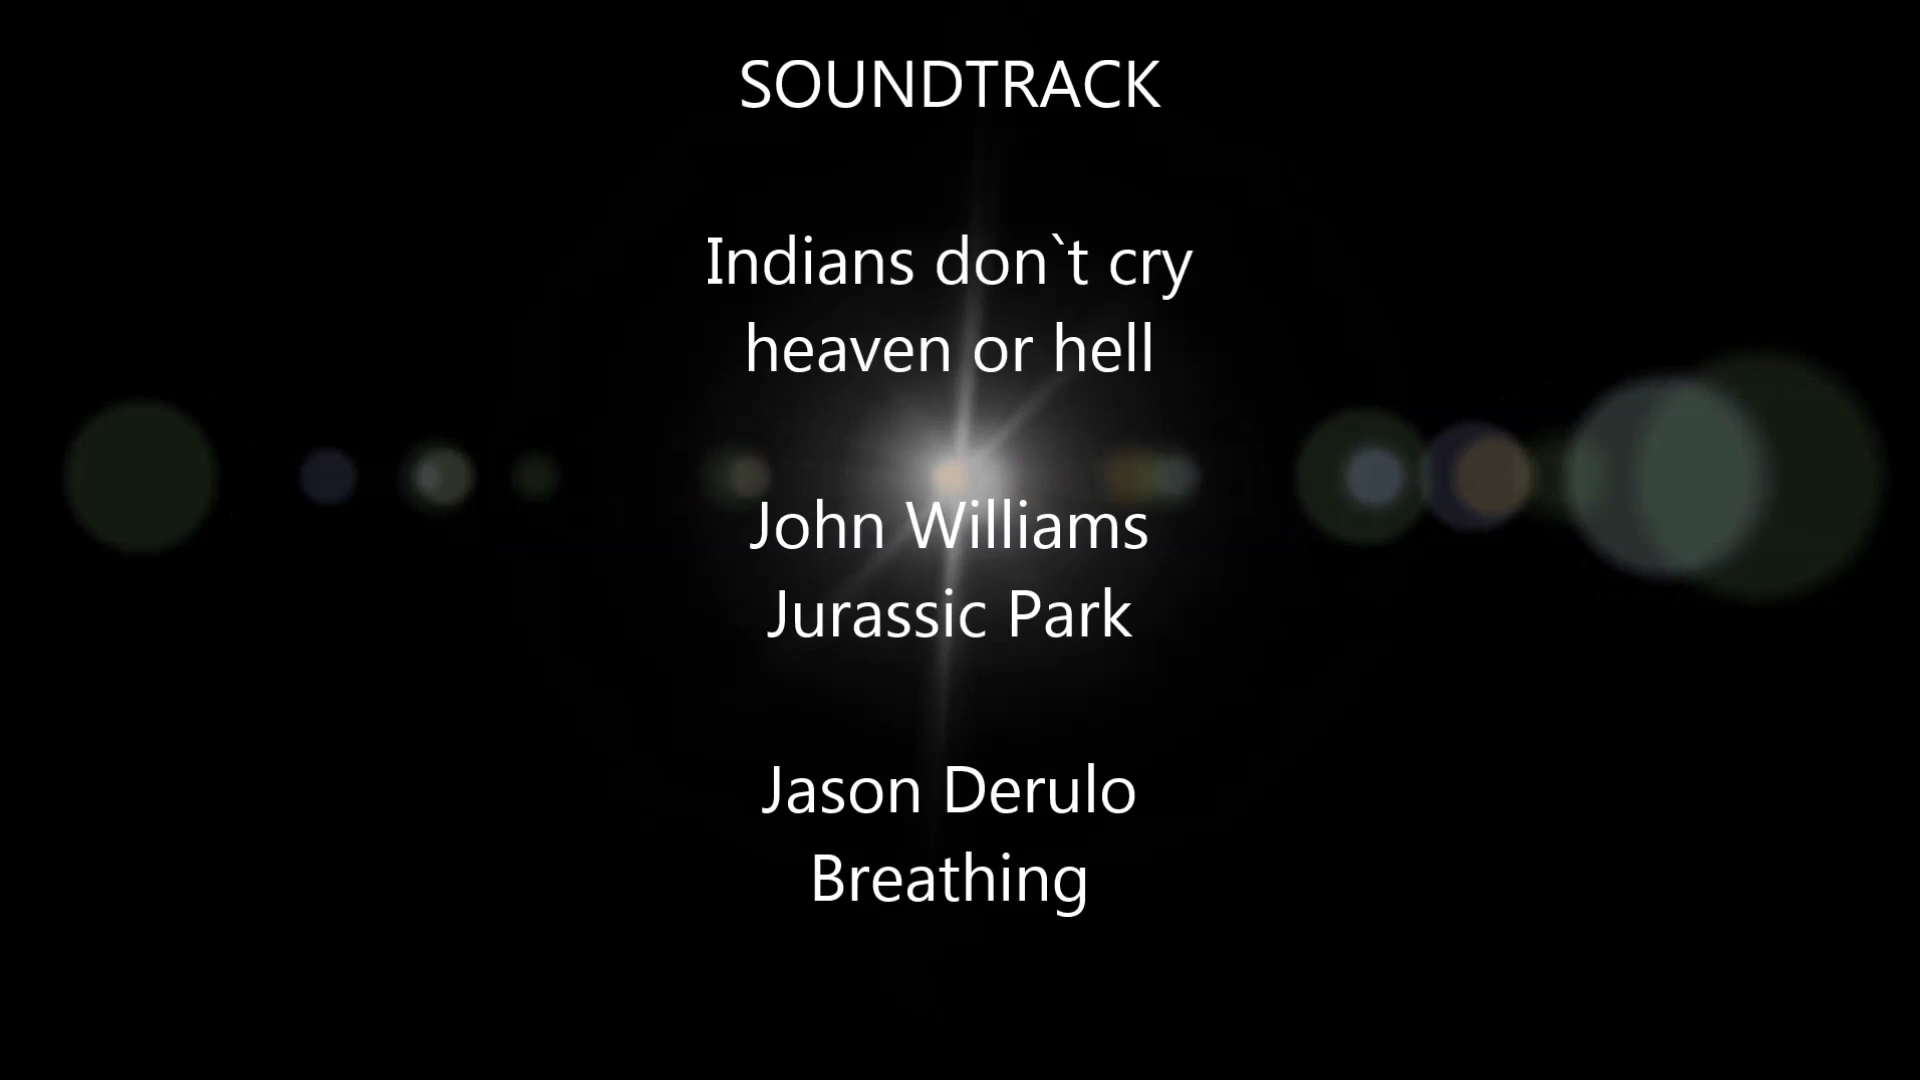 SOUNDTRACK
Indians don`t cry
heaven or hell
John Williams
Jurassic Park
Jason Derulo
Breathing